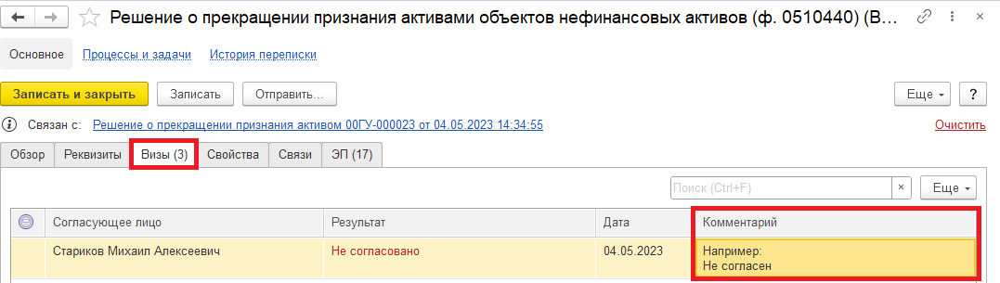 Решение о прекращении признания активами объектов нефинансовых активов (ф. 0510440) (В...
Основное Процессы и задачи История переписки
Записать и закрыть Записать Отправить... Еще ?
Связан с: Решение о прекращении признания активом 00ГУ-000023 от 04.05.2023 14:34:55 Очистить
Обзор Реквизиты Визы (3) Свойства Связи ЭП (17)
Поиск (Ctrl+F) × Еще
Согласующее лицо Результат Дата Комментарий
Стариков Михаил Алексеевич Не согласовано 04.05.2023 Например:
Не согласен